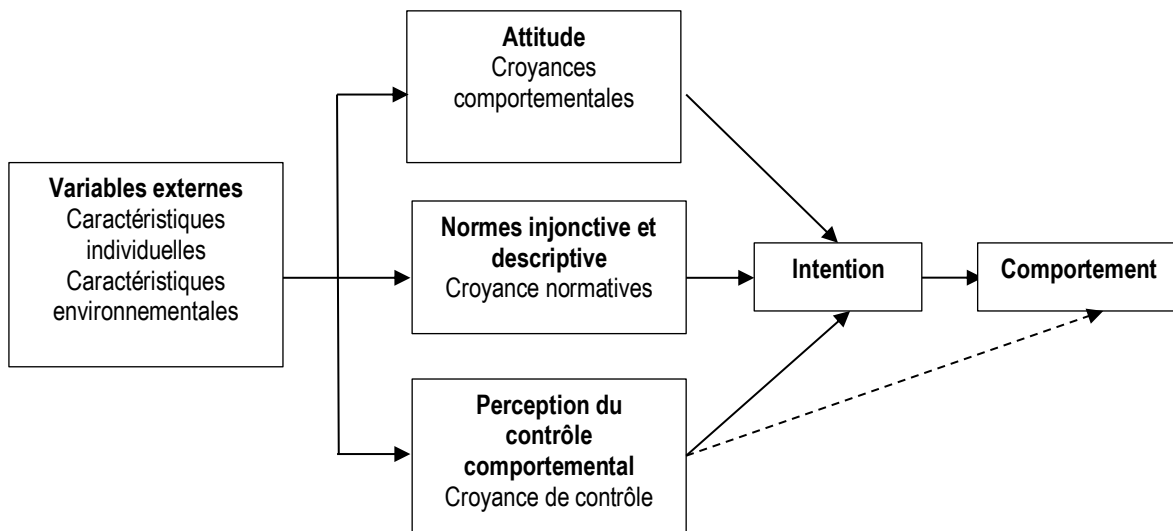 Attitude
Croyances
comportementales
Variables externes
Caractéristiques
individuelles
Caractéristiques
environnementales
Normes injonctive et
descriptive
Croyance normatives
Intention
Comportement
Perception du
contrôle
comportemental
Croyance de contrôle